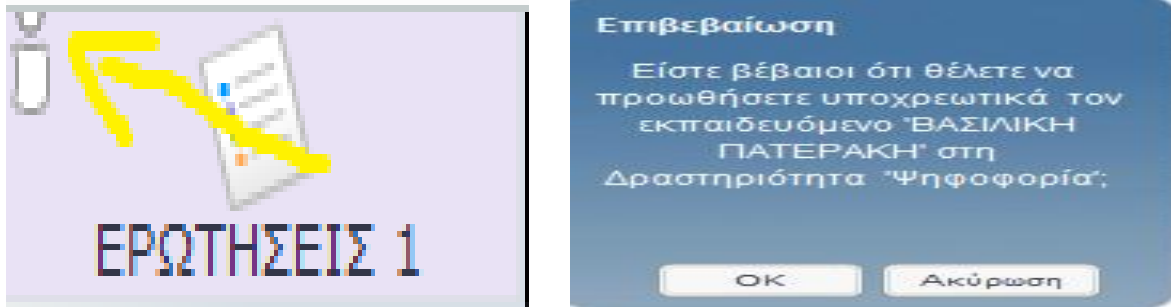 ΕΡΩΤΗΣΕΙΣ 1
Επιβεβαίωση
Είστε βέβαιοι ότι θέλετε να
προωθήσετε υποχρεωτικά τον
εκπαιδευόμενο 'ΒΑΣΙΛΙΚΗ
ΠΑΤΕΡΑΚΗ' στη
Δραστηριότητα 'Ψηφοφορία';
OK
Ακύρωση